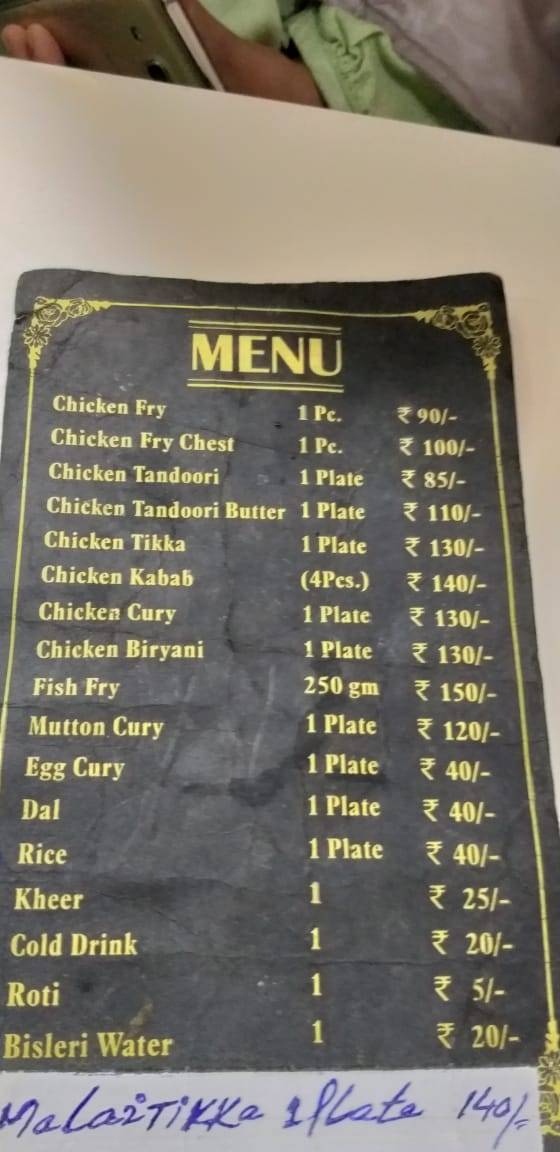 MENU
Chicken Fry 1 Pc. ₹ 90/-
Chicken Fry Chest 1 Pc. ₹ 100/-
Chicken Tandoori 1 Plate ₹ 85/-
Chicken Tandoori Butter 1 Plate ₹ 110/-
Chicken Tikka 1 Plate ₹ 130/-
Chicken Kabab (4Pcs.) ₹ 140/-
Chicken Cury 1 Plate ₹ 130/-
Chicken Biryani 1 Plate ₹ 130/-
Fish Fry 250 gm ₹ 150/-
Mutton Cury 1 Plate ₹ 120/-
Egg Cury 1 Plate ₹ 40/-
Dal 1 Plate ₹ 40/-
Rice 1 Plate ₹ 40/-
Kheer 1 ₹ 25/-
Cold Drink 1 ₹ 20/-
Roti 1 ₹ 5/-
Bisleri Water 1 ₹ 20/-
MalaiTiKKa 1Plate 140/-